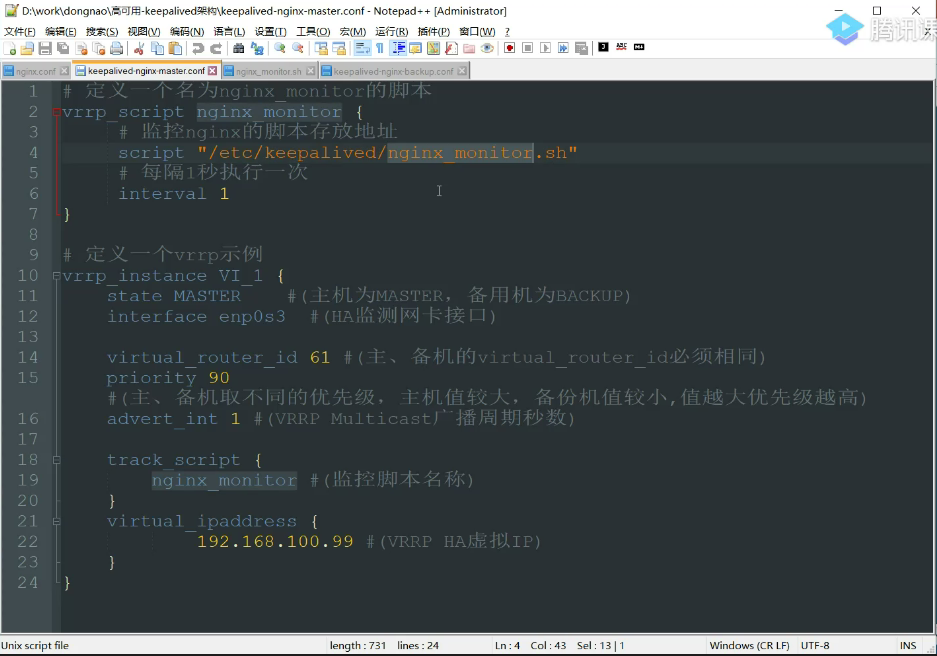 D:\work\dongnao\高可用-keepalived架构\keepalived-nginx-master.conf - Notepad++ [Administrator]
文件(F) 编辑(E) 搜索(S) 视图(V) 编码(N) 语言(L) 设置(T) 工具(O) 宏(M) 运行(R) 插件(P) 窗口(W) ?
腾讯课
nginx.conf keepalived-nginx-master.conf nginx_monitor.sh keepalived-nginx-backup.conf
1 # 定义一个名为nginx_monitor的脚本
2 vrrp_script nginx_monitor {
3 # 监控nginx的脚本存放地址
4 script "/etc/keepalived/nginx_monitor.sh"
5 # 每隔1秒执行一次
6 interval 1
7 }
8
9 # 定义一个vrrp示例
10 vrrp_instance VI_1 {
11 state MASTER #(主机为MASTER，备用机为BACKUP)
12 interface enp0s3 #(HA监测网卡接口)
13
14 virtual_router_id 61 #(主、备机的virtual_router_id必须相同)
15 priority 90
#(主、备机取不同的优先级，主机值较大，备份机值较小,值越大优先级越高)
16 advert_int 1 #(VRRP Multicast广播周期秒数)
17
18 track_script {
19 nginx_monitor #(监控脚本名称)
20 }
21 virtual_ipaddress {
22 192.168.100.99 #(VRRP HA虚拟IP)
23 }
24 }
Unix script file length : 731 lines : 24 Ln : 4 Col : 43 Sel : 13 | 1 Windows (CR LF) UTF-8 INS